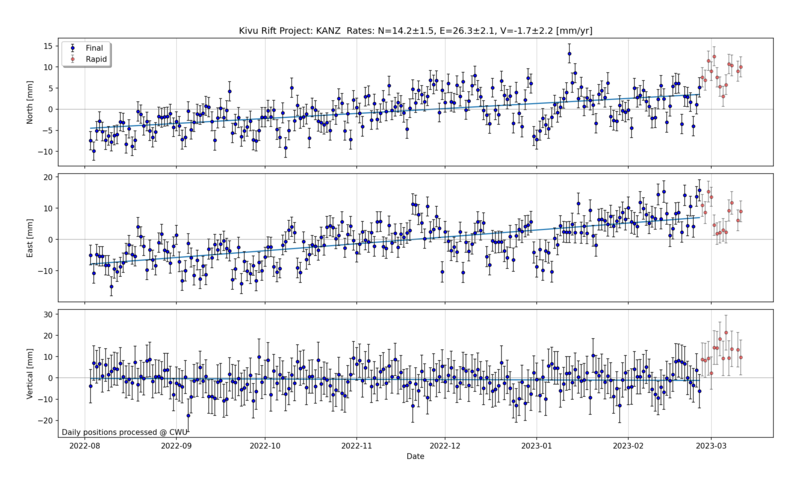 Kivu Rift Project: KANZ  Rates: N=14.2±1.5, E=26.3±2.1, V=-1.7±2.2 [mm/yr]
Final
Rapid
North [mm]
15
10
5
0
−5
−10
East [mm]
20
10
0
−10
Vertical [mm]
30
20
10
0
−10
−20
Daily positions processed @ CWU
2022-08 2022-09 2022-10 2022-11 2022-12 2023-01 2023-02 2023-03
Date